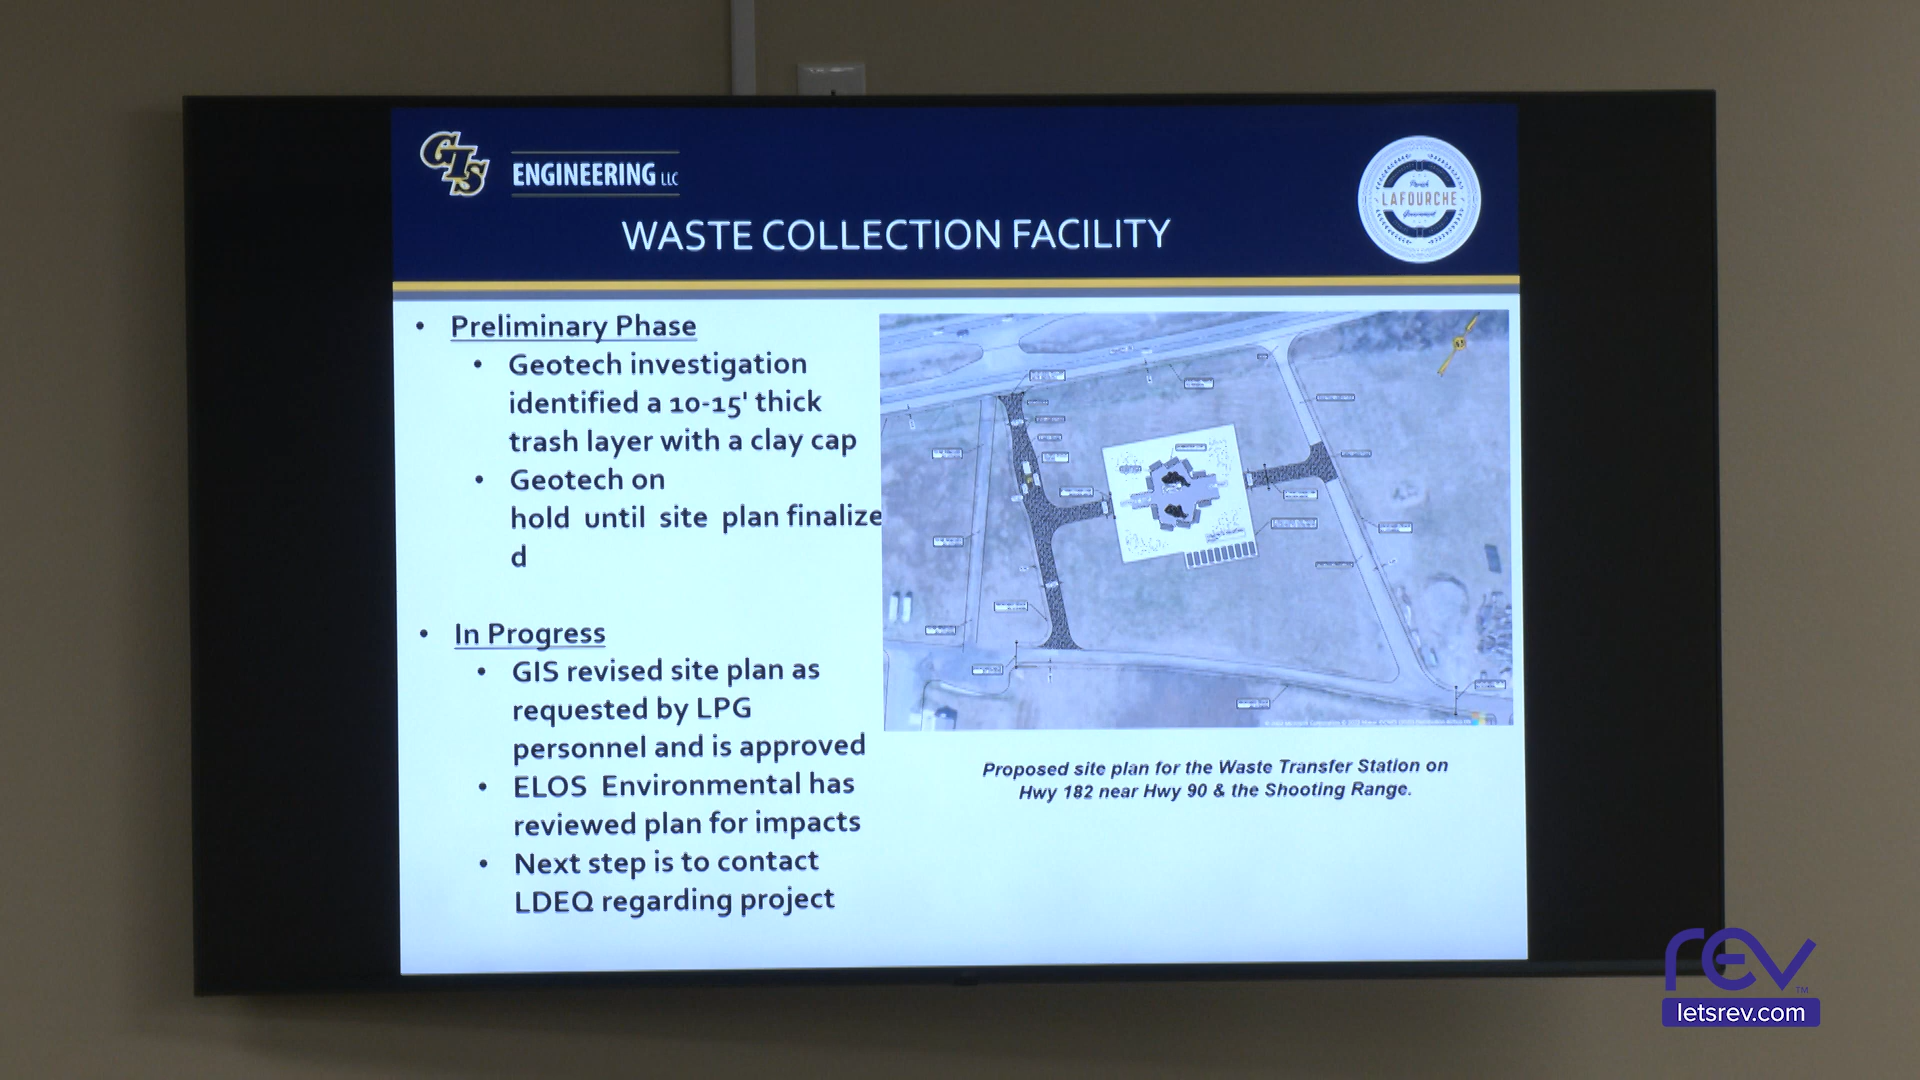 GIS
ENGINEERING LLC
Parish
LAFOURCHE
Government
WASTE COLLECTION FACILITY
• Preliminary Phase
• Geotech investigation
identified a 10-15' thick
trash layer with a clay cap
• Geotech on
hold until site plan finalize
d
• In Progress
• GIS revised site plan as
requested by LPG
personnel and is approved
• ELOS Environmental has
reviewed plan for impacts
• Next step is to contact
LDEQ regarding project
Proposed site plan for the Waste Transfer Station on
Hwy 182 near Hwy 90 & the Shooting Range.
rev
TM
letsrev.com